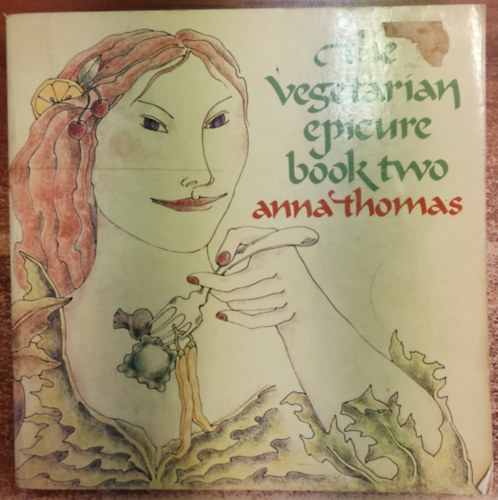 The
vegetarian
epicure
book two
anna thomas